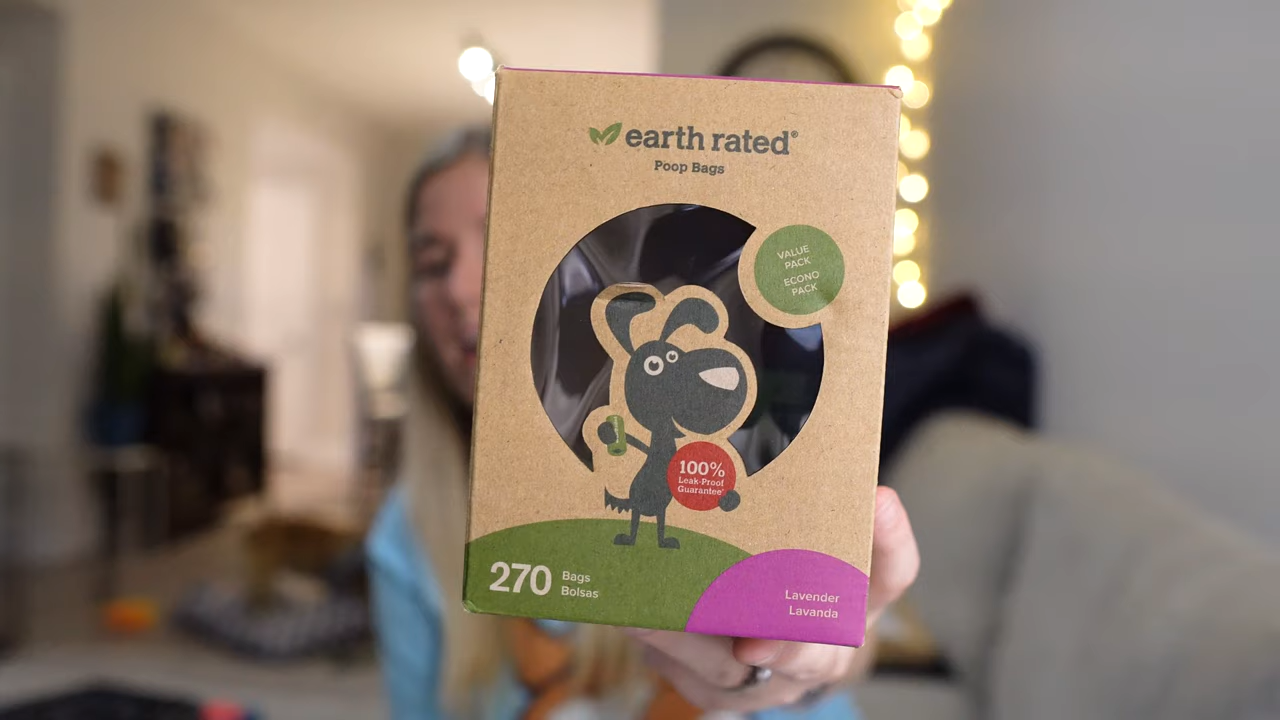 earth rated®
Poop Bags
VALUE
PACK
ECONO
PACK
100%
Leak-Proof
Guarantee*
270 Bags
Bolsas
Lavender
Lavanda